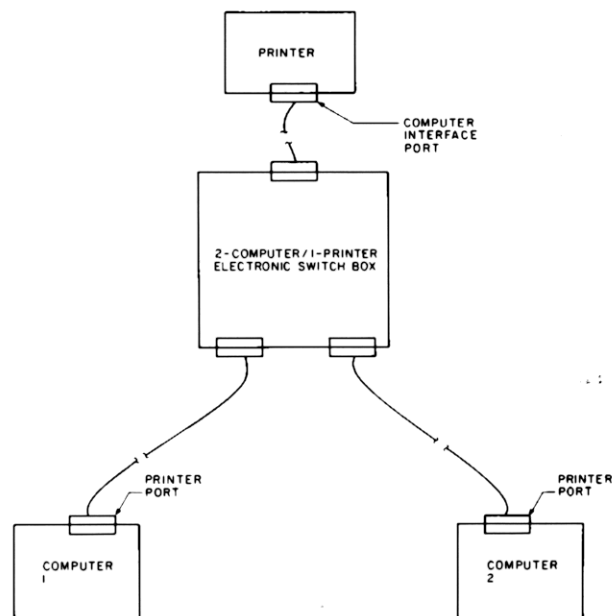 PRINTER
COMPUTER
INTERFACE
PORT
2-COMPUTER/1-PRINTER
ELECTRONIC SWITCH BOX
PRINTER
PORT
PRINTER
PORT
COMPUTER
1
COMPUTER
2